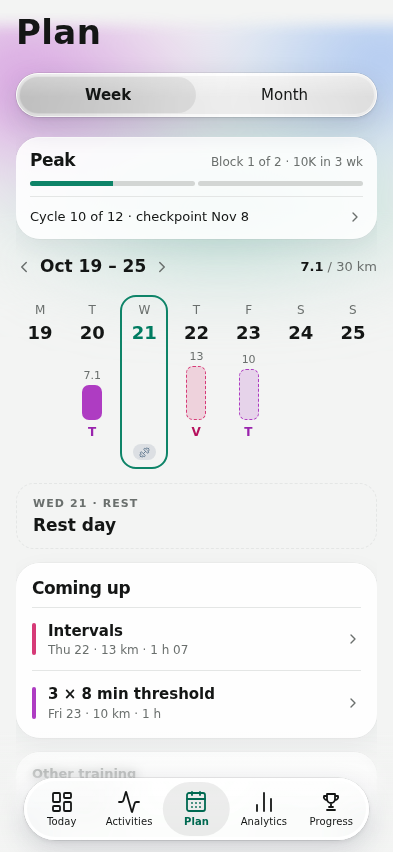 Plan
Week
Month
Peak
Block 1 of 2 · 10K in 3 wk
Cycle 10 of 12 · checkpoint Nov 8
Oct 19 – 25
7.1 / 30 km
M T W T F S S
19 20 21 22 23 24 25
7.1 13 10
T V T
WED 21 · REST
Rest day
Coming up
Intervals
Thu 22 · 13 km · 1 h 07
3 × 8 min threshold
Fri 23 · 10 km · 1 h
Other training
Today Activities Plan Analytics Progress